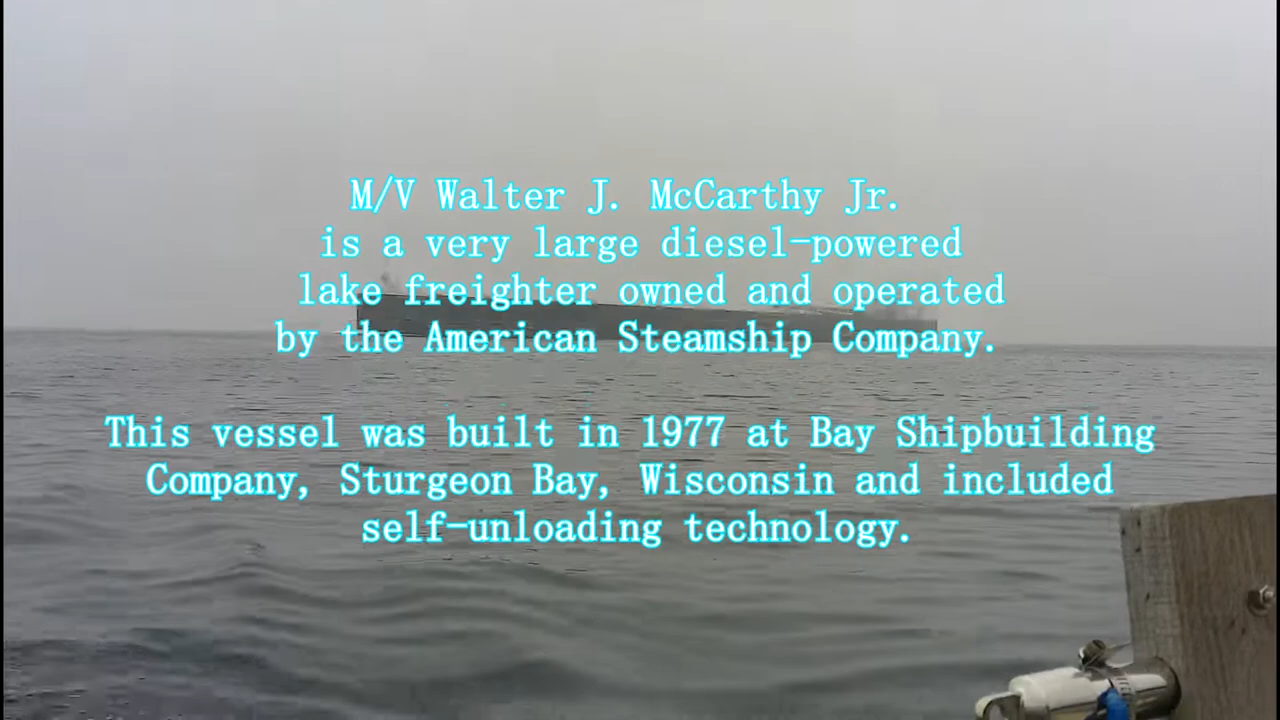 M/V Walter J. McCarthy Jr.
is a very large diesel-powered
lake freighter owned and operated
by the American Steamship Company.
This vessel was built in 1977 at Bay Shipbuilding
Company, Sturgeon Bay, Wisconsin and included
self-unloading technology.